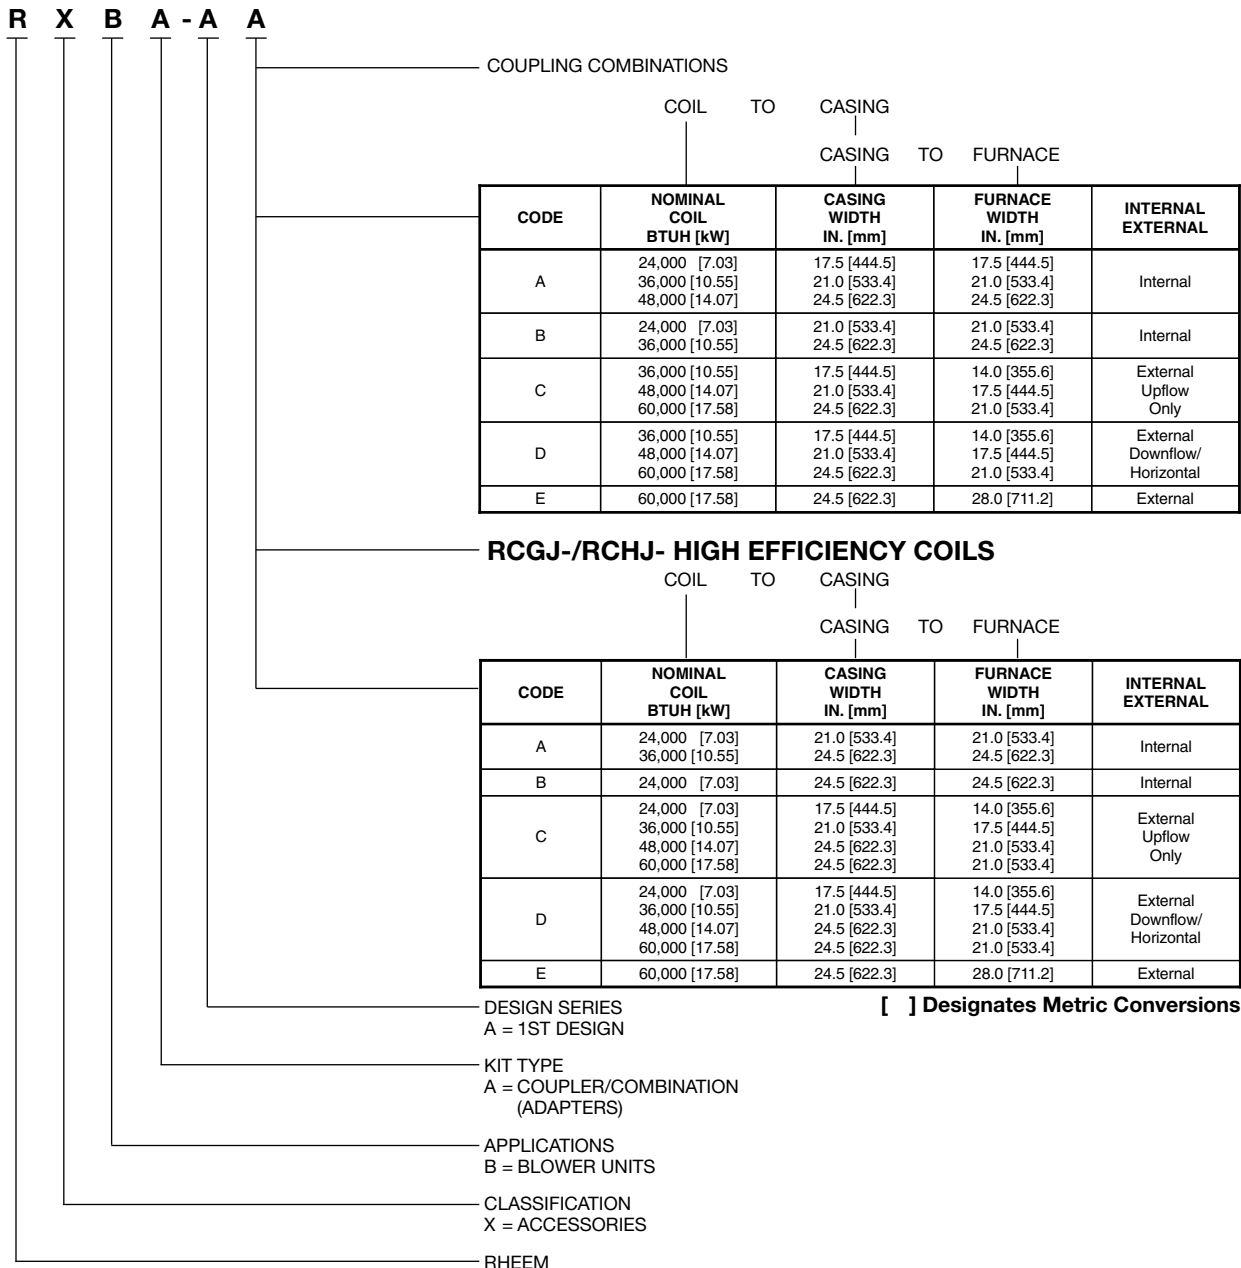 R X B A - A A
COUPLING COMBINATIONS
COIL TO CASING
CASING TO FURNACE
CODE NOMINAL COIL BTUH [kW] CASING WIDTH IN. [mm] FURNACE WIDTH IN. [mm] INTERNAL EXTERNAL
A
24,000 [7.03] 17.5 [444.5] 17.5 [444.5]
36,000 [10.55] 21.0 [533.4] 21.0 [533.4] Internal
48,000 [14.07] 24.5 [622.3] 24.5 [622.3]
B
24,000 [7.03] 21.0 [533.4] 21.0 [533.4] Internal
36,000 [10.55] 24.5 [622.3] 24.5 [622.3]
C
36,000 [10.55] 17.5 [444.5] 14.0 [355.6] External
48,000 [14.07] 21.0 [533.4] 17.5 [444.5] Upflow
60,000 [17.58] 24.5 [622.3] 21.0 [533.4] Only
D
36,000 [10.55] 17.5 [444.5] 14.0 [355.6] External
48,000 [14.07] 21.0 [533.4] 17.5 [444.5] Downflow/
60,000 [17.58] 24.5 [622.3] 21.0 [533.4] Horizontal
E 60,000 [17.58] 24.5 [622.3] 28.0 [711.2] External
RCGJ-/RCHJ- HIGH EFFICIENCY COILS
COIL TO CASING
CASING TO FURNACE
CODE NOMINAL COIL BTUH [kW] CASING WIDTH IN. [mm] FURNACE WIDTH IN. [mm] INTERNAL EXTERNAL
A
24,000 [7.03] 21.0 [533.4] 21.0 [533.4] Internal
36,000 [10.55] 24.5 [622.3] 24.5 [622.3]
B 24,000 [7.03] 24.5 [622.3] 24.5 [622.3] Internal
C
24,000 [7.03] 17.5 [444.5] 14.0 [355.6] External
36,000 [10.55] 21.0 [533.4] 17.5 [444.5] Upflow
48,000 [14.07] 24.5 [622.3] 21.0 [533.4] Only
60,000 [17.58] 24.5 [622.3] 21.0 [533.4]
D
24,000 [7.03] 17.5 [444.5] 14.0 [355.6] External
36,000 [10.55] 21.0 [533.4] 17.5 [444.5] Downflow/
48,000 [14.07] 24.5 [622.3] 21.0 [533.4] Horizontal
60,000 [17.58] 24.5 [622.3] 21.0 [533.4]
E 60,000 [17.58] 24.5 [622.3] 28.0 [711.2] External
[ ] Designates Metric Conversions
DESIGN SERIES
A = 1ST DESIGN
KIT TYPE
A = COUPLER/COMBINATION
(ADAPTERS)
APPLICATIONS
B = BLOWER UNITS
CLASSIFICATION
X = ACCESSORIES
RHEEM